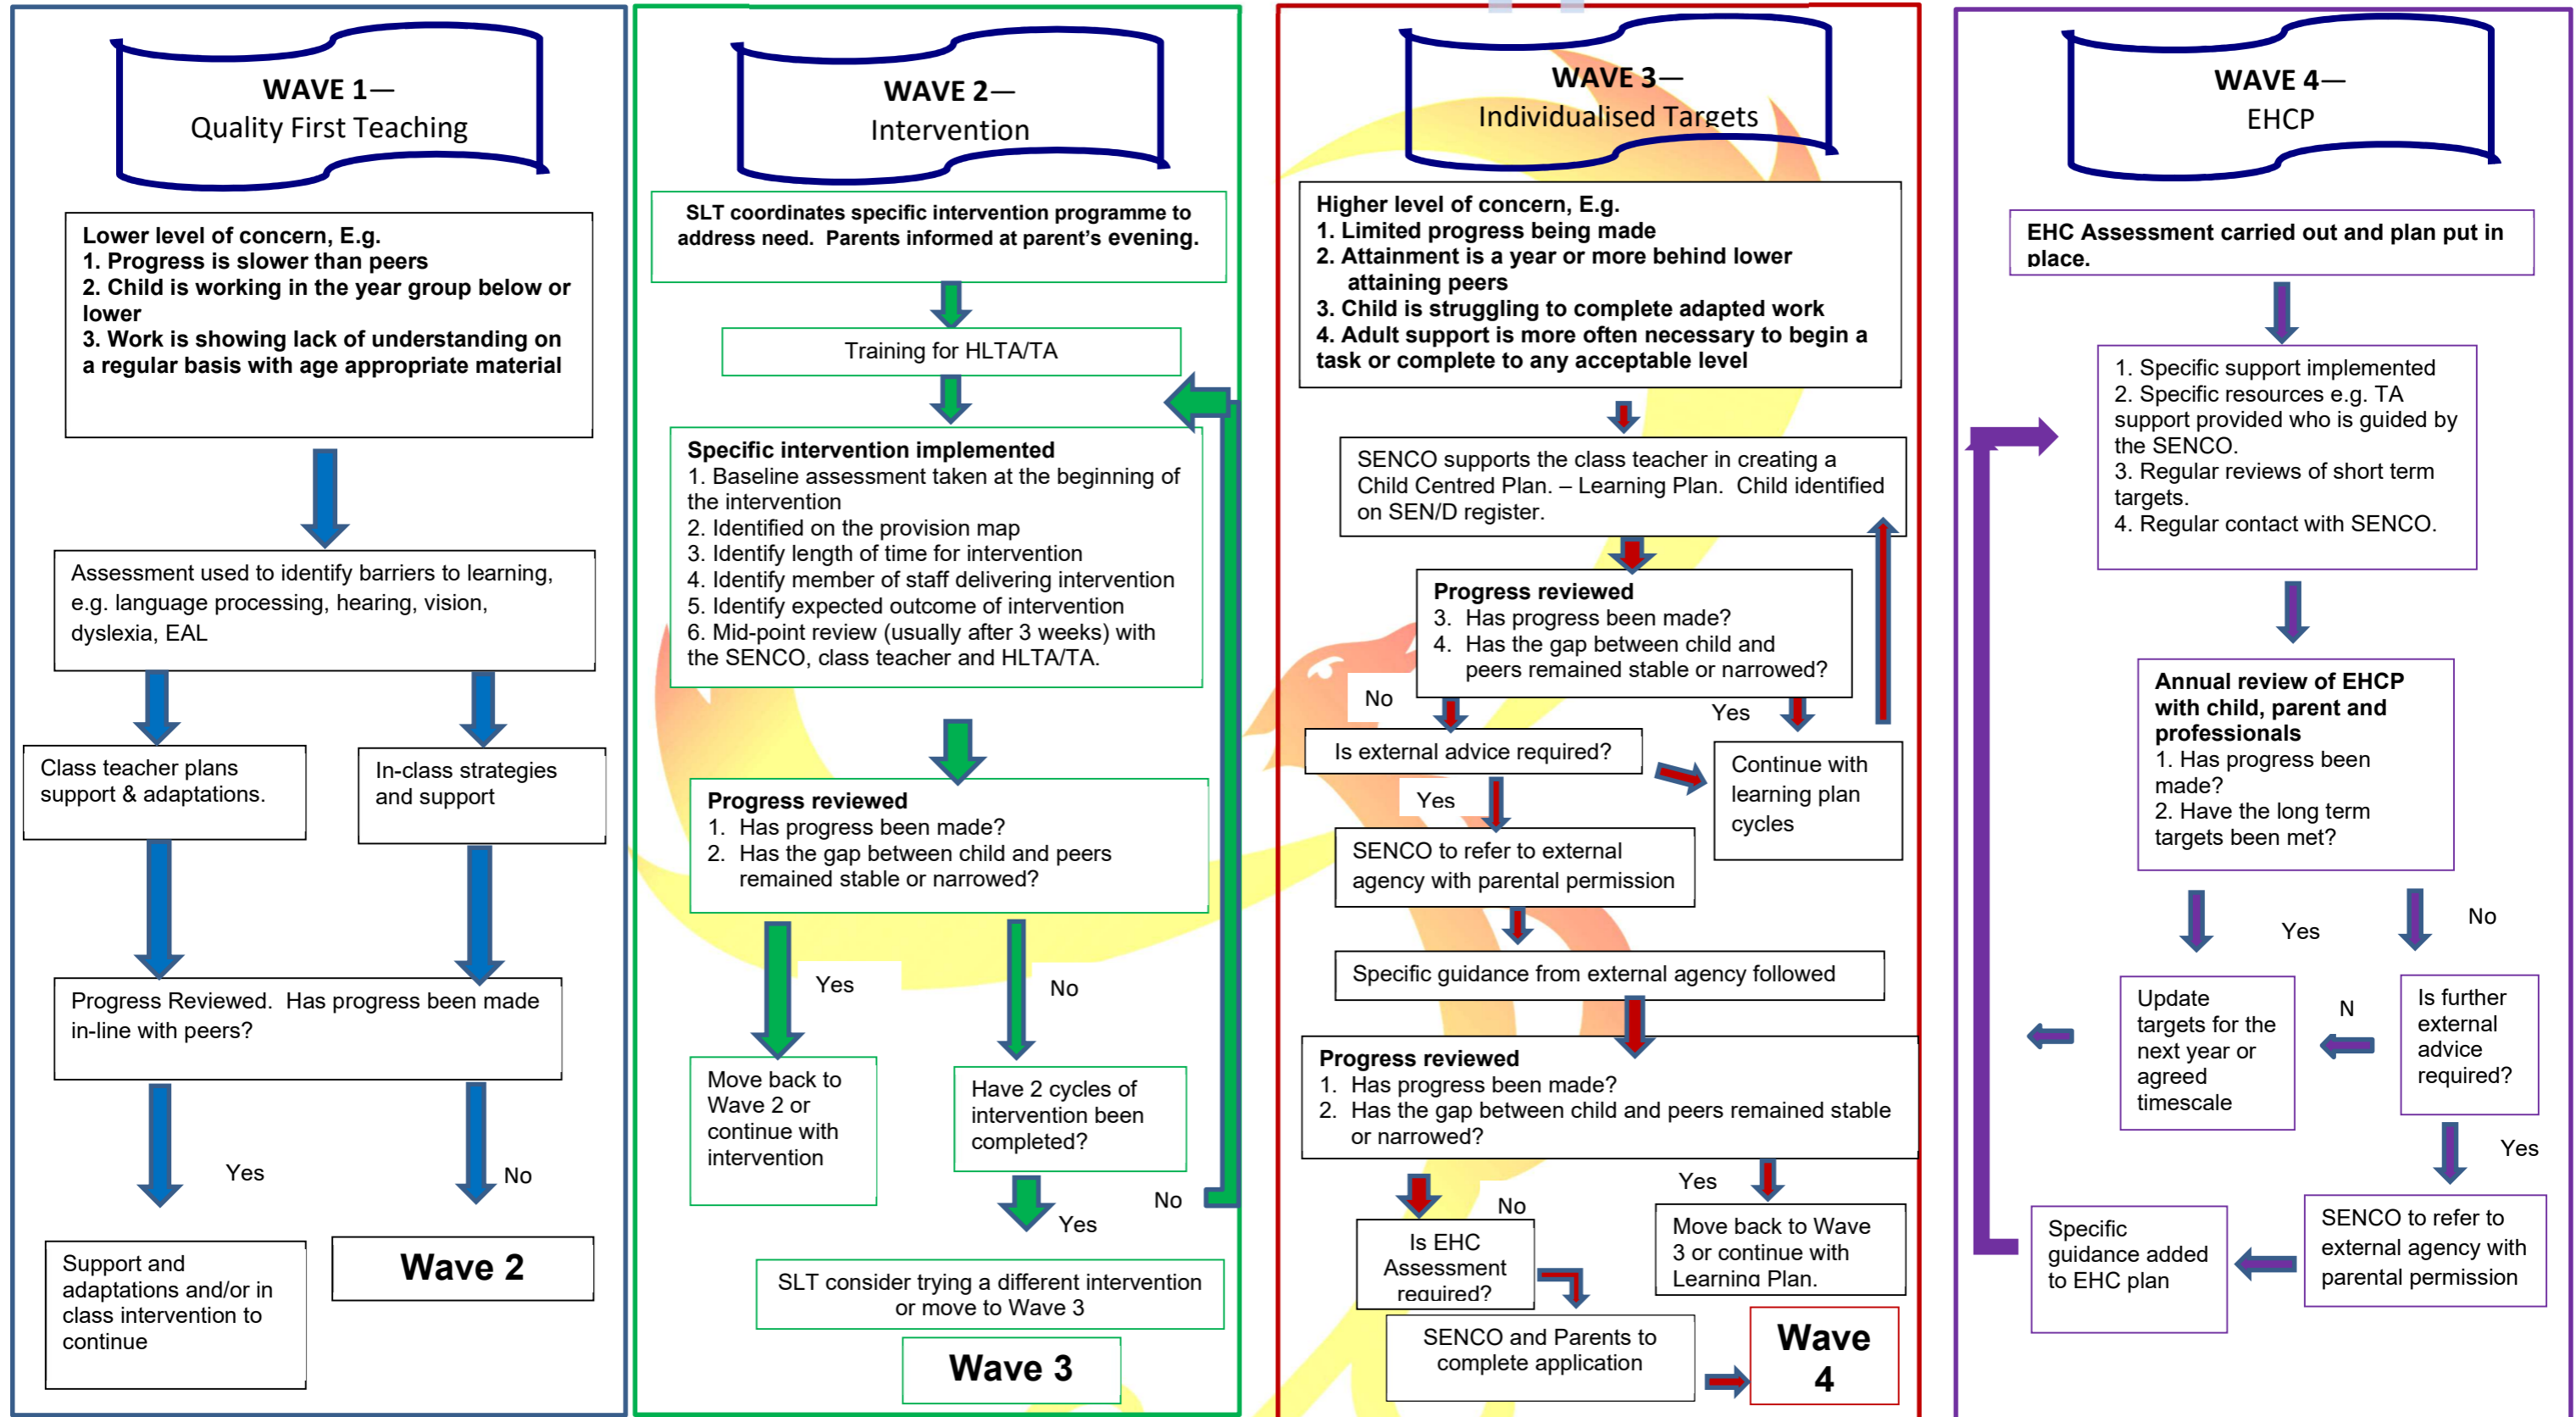 WAVE 1—
Quality First Teaching
Lower level of concern, E.g.
1. Progress is slower than peers
2. Child is working in the year group below or
lower
3. Work is showing lack of understanding on
a regular basis with age appropriate material
Assessment used to identify barriers to learning,
e.g. language processing, hearing, vision,
dyslexia, EAL
Class teacher plans
support & adaptations.
In-class strategies
and support
Progress Reviewed.  Has progress been made
in-line with peers?
Yes
No
Support and
adaptations and/or in
class intervention to
continue
Wave 2
WAVE 2—
Intervention
SLT coordinates specific intervention programme to
address need.  Parents informed at parent's evening.
Training for HLTA/TA
Specific intervention implemented
1. Baseline assessment taken at the beginning of
the intervention
2. Identified on the provision map
3. Identify length of time for intervention
4. Identify member of staff delivering intervention
5. Identify expected outcome of intervention
6. Mid-point review (usually after 3 weeks) with
the SENCO, class teacher and HLTA/TA.
Progress reviewed
1. Has progress been made?
2. Has the gap between child and peers
remained stable or narrowed?
Yes
No
Move back to
Wave 2 or
continue with
intervention
Have 2 cycles of
intervention been
completed?
No
Yes
SLT consider trying a different intervention
or move to Wave 3
Wave 3
WAVE 3—
Individualised Targets
Higher level of concern, E.g.
1. Limited progress being made
2. Attainment is a year or more behind lower
attaining peers
3. Child is struggling to complete adapted work
4. Adult support is more often necessary to begin a
task or complete to any acceptable level
SENCO supports the class teacher in creating a
Child Centred Plan. – Learning Plan.  Child identified
on SEN/D register.
Progress reviewed
3. Has progress been made?
4. Has the gap between child and
peers remained stable or narrowed?
No
Yes
Is external advice required?
Continue with
learning plan
cycles
Yes
SENCO to refer to external
agency with parental permission
Specific guidance from external agency followed
Progress reviewed
1. Has progress been made?
2. Has the gap between child and peers remained stable
or narrowed?
No
Yes
Is EHC
Assessment
required?
Move back to Wave
3 or continue with
Learning Plan.
SENCO and Parents to
complete application
Wave
4
WAVE 4—
EHCP
EHC Assessment carried out and plan put in
place.
1. Specific support implemented
2. Specific resources e.g. TA
support provided who is guided by
the SENCO.
3. Regular reviews of short term
targets.
4. Regular contact with SENCO.
Annual review of EHCP
with child, parent and
professionals
1. Has progress been
made?
2. Have the long term
targets been met?
Yes
No
Update
targets for the
next year or
agreed
timescale
N
Is further
external
advice
required?
Yes
Specific
guidance added
to EHC plan
SENCO to refer to
external agency with
parental permission